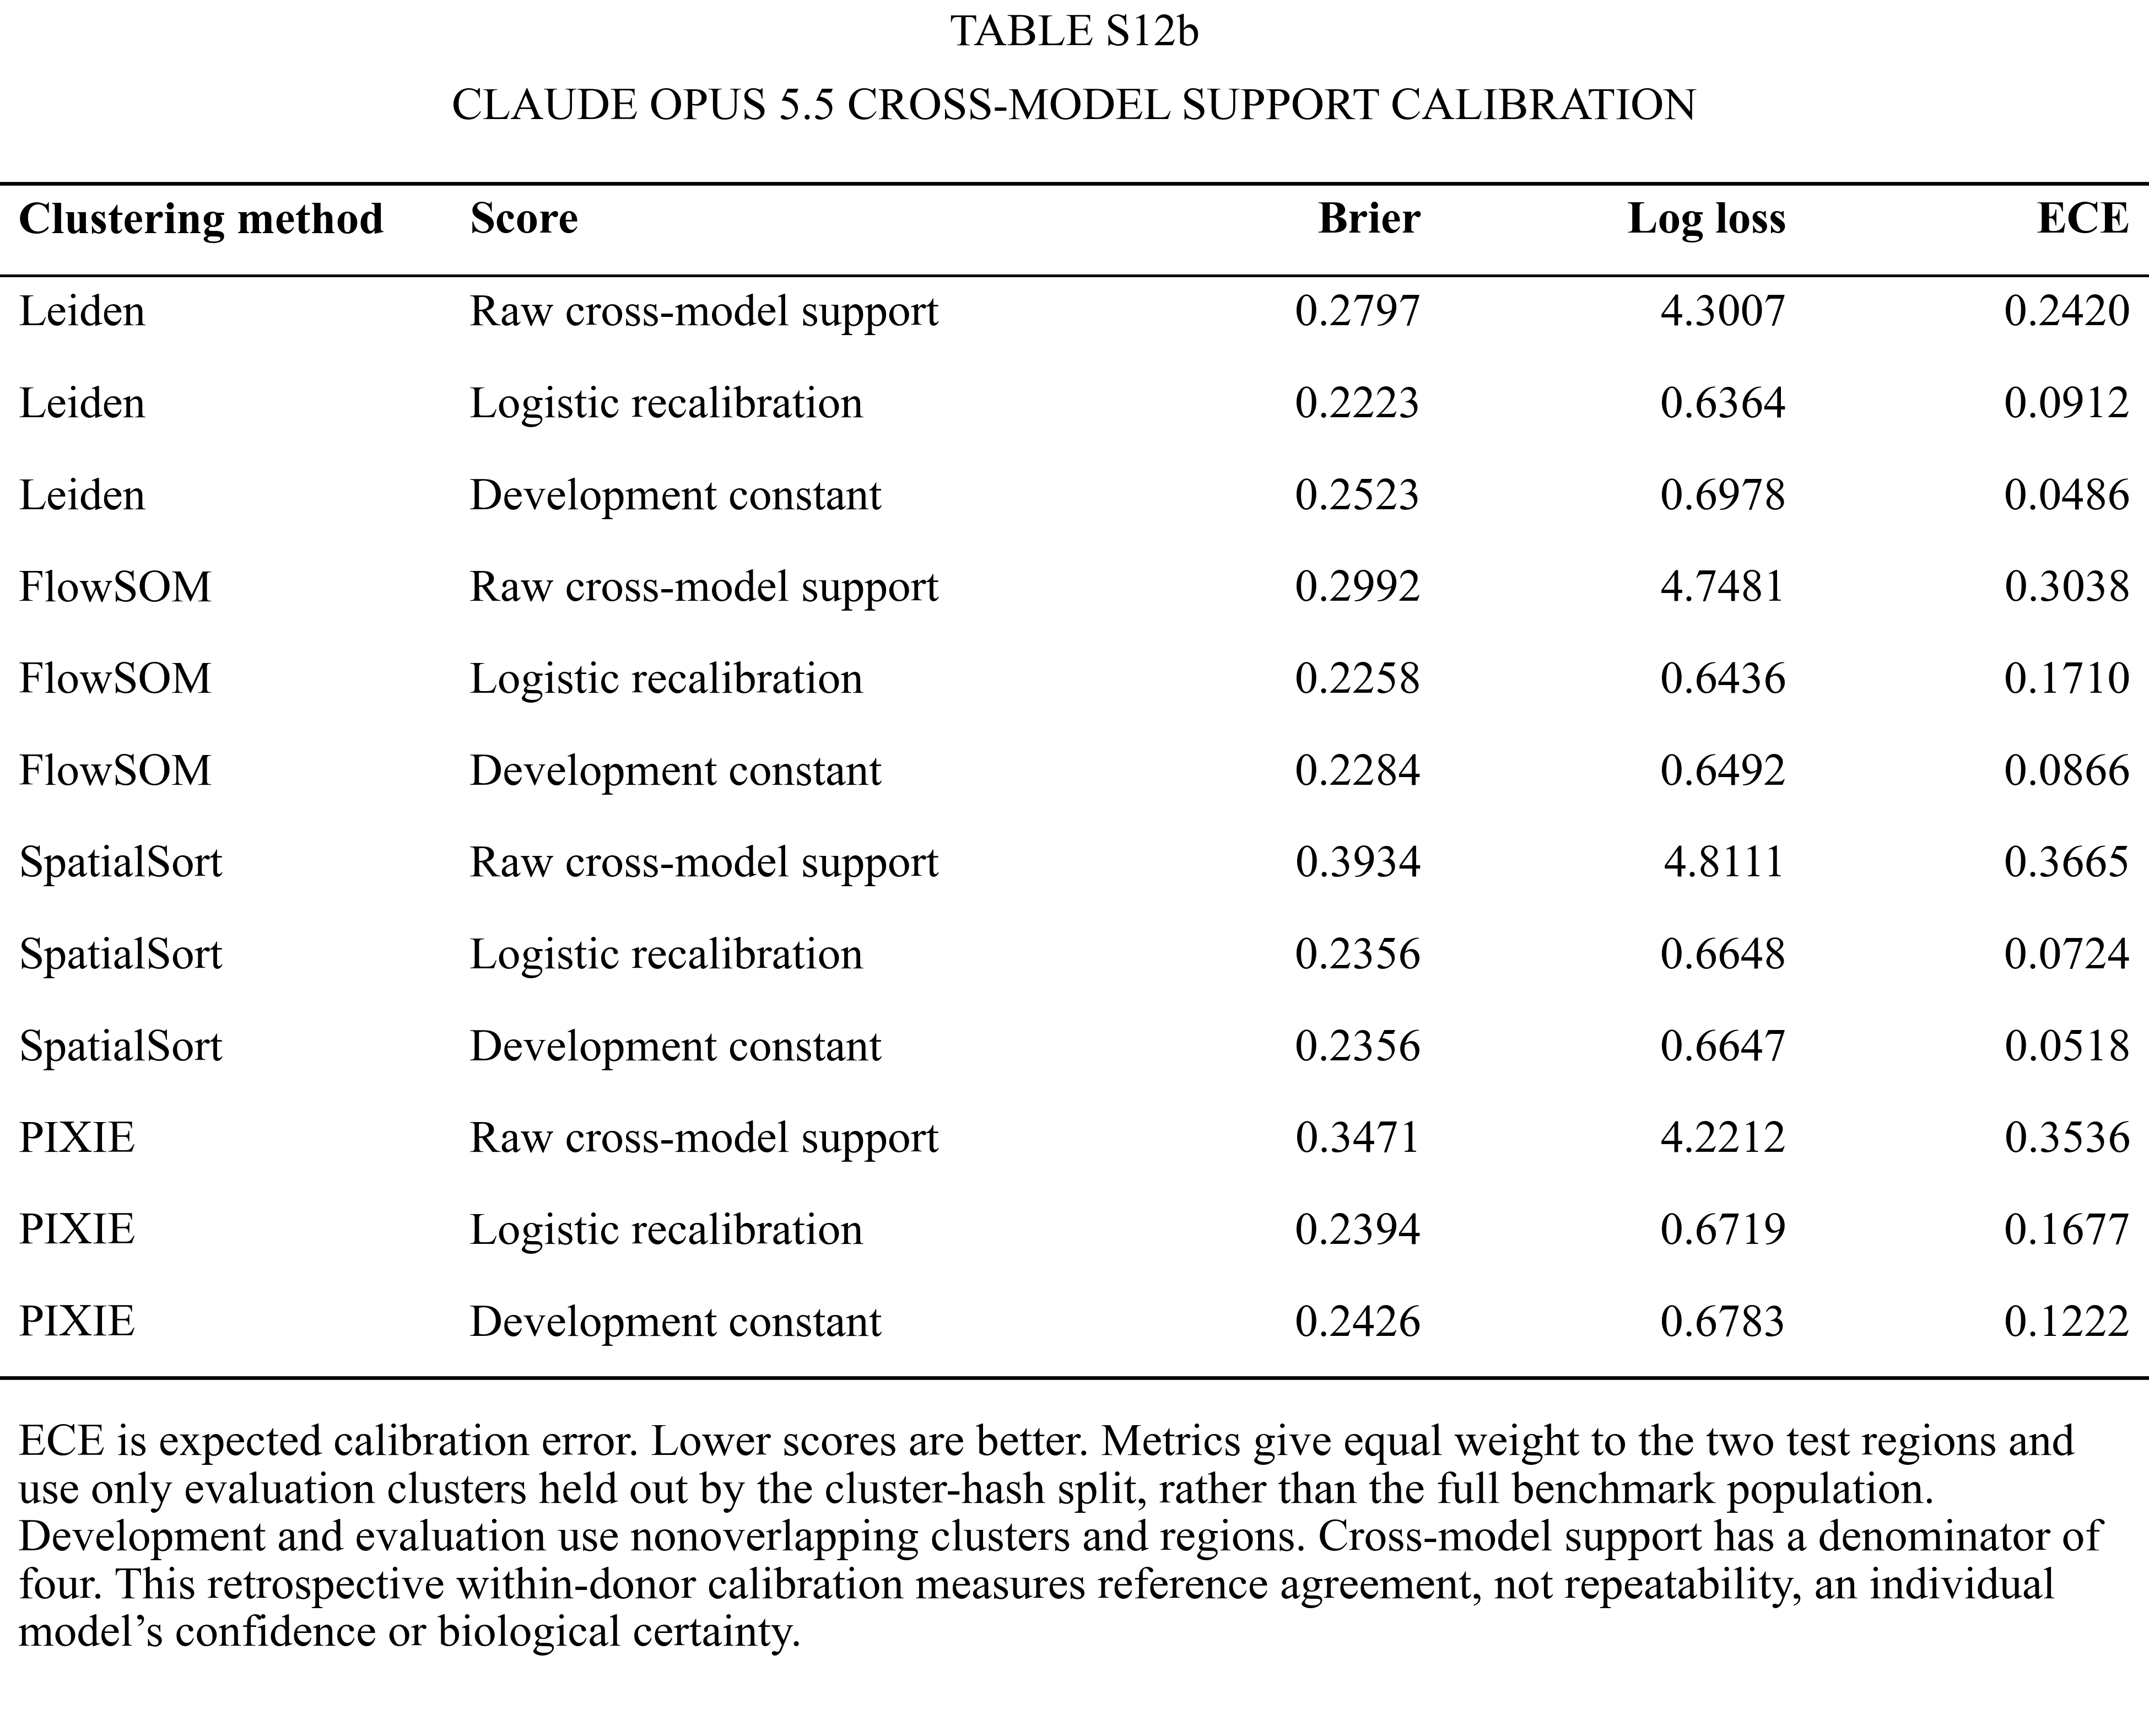 TABLE S12b
CLAUDE OPUS 5.5 CROSS-MODEL SUPPORT CALIBRATION
Clustering method Score Brier Log loss ECE
Leiden Raw cross-model support 0.2797 4.3007 0.2420
Leiden Logistic recalibration 0.2223 0.6364 0.0912
Leiden Development constant 0.2523 0.6978 0.0486
FlowSOM Raw cross-model support 0.2992 4.7481 0.3038
FlowSOM Logistic recalibration 0.2258 0.6436 0.1710
FlowSOM Development constant 0.2284 0.6492 0.0866
SpatialSort Raw cross-model support 0.3934 4.8111 0.3665
SpatialSort Logistic recalibration 0.2356 0.6648 0.0724
SpatialSort Development constant 0.2356 0.6647 0.0518
PIXIE Raw cross-model support 0.3471 4.2212 0.3536
PIXIE Logistic recalibration 0.2394 0.6719 0.1677
PIXIE Development constant 0.2426 0.6783 0.1222
ECE is expected calibration error. Lower scores are better. Metrics give equal weight to the two test regions and
use only evaluation clusters held out by the cluster-hash split, rather than the full benchmark population.
Development and evaluation use nonoverlapping clusters and regions. Cross-model support has a denominator of
four. This retrospective within-donor calibration measures reference agreement, not repeatability, an individual
model’s confidence or biological certainty.